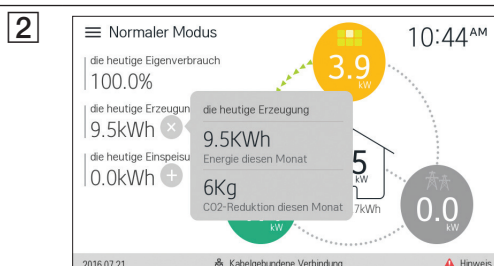 2
Normaler Modus
10:44AM
die heutige Eigenverbrauch
100.0%
3.9
kW
die heutige Erzeugun
9.5kWh
die heutige Einspeisu
0.0kWh
die heutige Erzeugung
9.5KWh
Energie diesen Monat
6Kg
CO2-Reduktion diesen Monat
5
kW
7kWh
kW
0.0
kW
2016.07.21
Kabelgebundene Verbindung
Hinweis